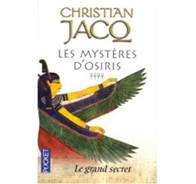 CHRISTIAN
JACQ
LES MYSTÈRES
D'OSIRIS
POCKET
Le grand secret